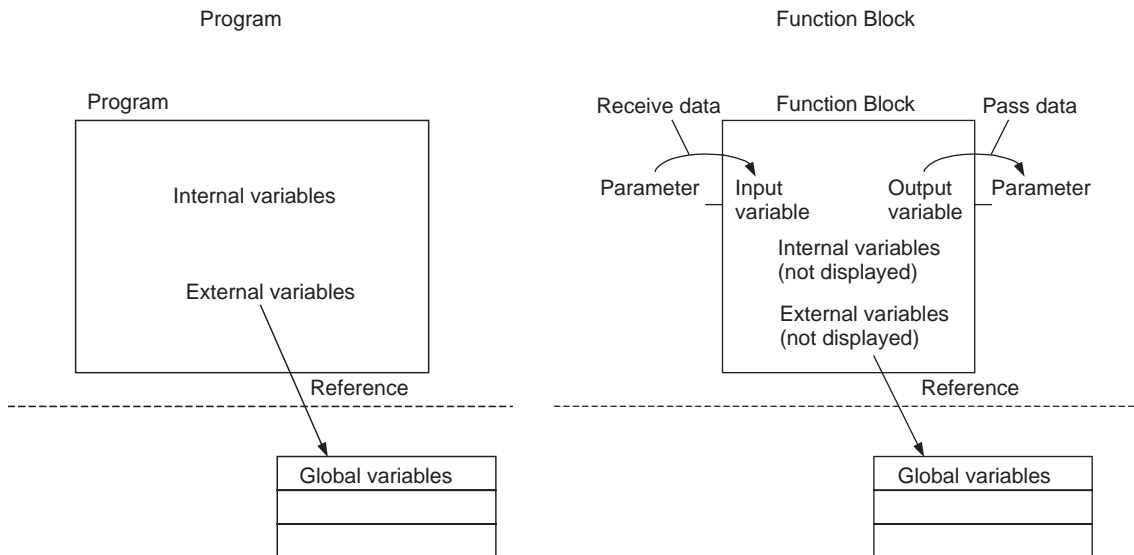 Program
Program
Internal variables
External variables
Reference
Global variables
Function Block
Function Block
Receive data
Pass data
Parameter
Input
variable
Output
variable
Parameter
Internal variables
(not displayed)
External variables
(not displayed)
Reference
Global variables